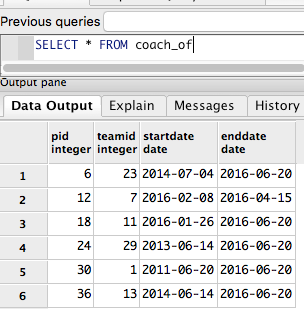 Previous queries
SELECT * FROM coach_of
Output pane
Data Output Explain Messages History
pid teamid startdate enddate
integer integer date date
1 6 23 2014-07-04 2016-06-20
2 12 7 2016-02-08 2016-04-15
3 18 11 2016-01-26 2016-06-20
4 24 29 2013-06-14 2016-06-20
5 30 1 2011-06-20 2016-06-20
6 36 13 2014-06-14 2016-06-20